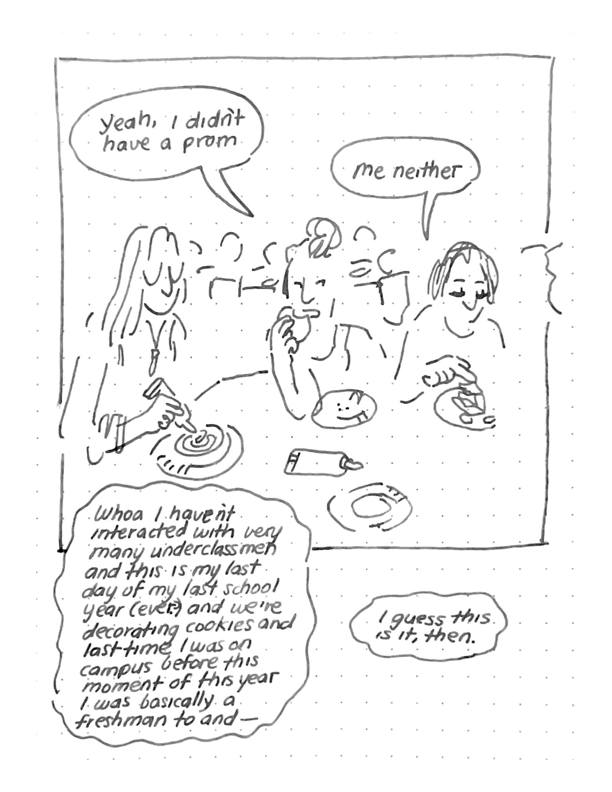 Yeah, I didn't
have a prom
me neither
Whoa I haven't
interacted with very
many underclassmen
and this is my last
day of my last school
year (ever?) and we're
decorating cookies and
last time I was on
campus before this
moment of this year
I was basically a
freshman to and —
I guess this
is it, then.